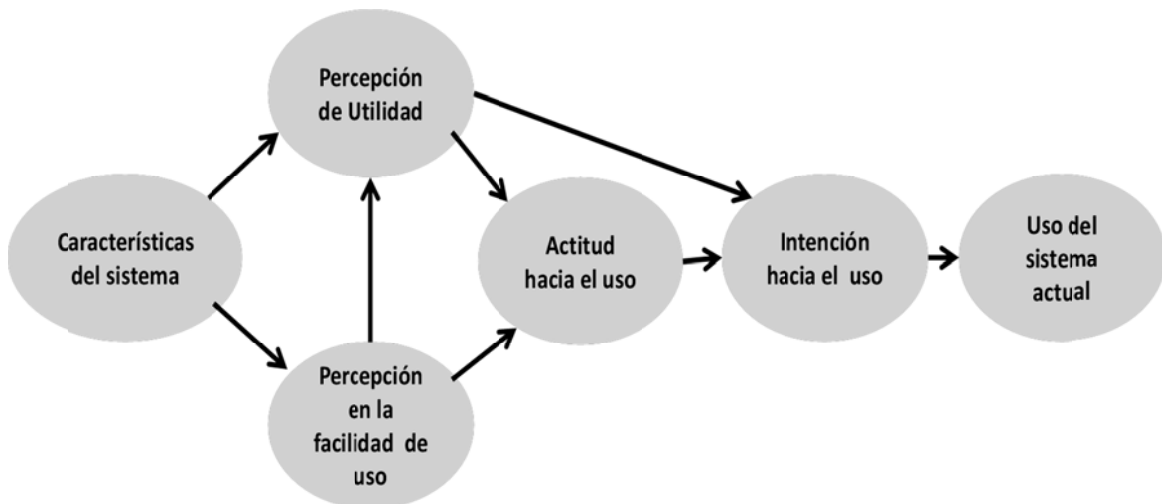 Percepción
de Utilidad
Características
del sistema
Actitud
hacia el uso
Intención
hacia el uso
Uso del
sistema
actual
Percepción
en la
facilidad de
uso